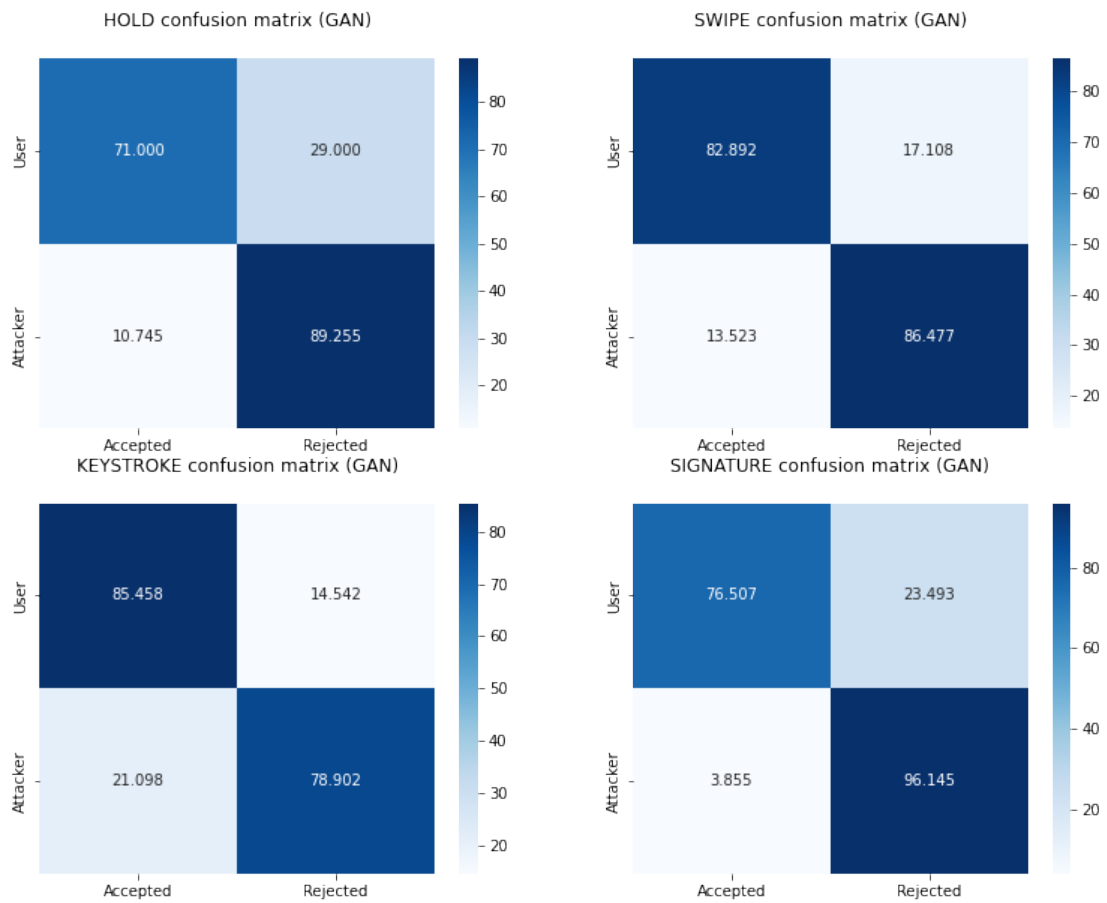 HOLD confusion matrix (GAN)
User
71.000
29.000
Attacker
10.745
89.255
Accepted
Rejected
80
70
60
50
40
30
20
SWIPE confusion matrix (GAN)
User
82.892
17.108
Attacker
13.523
86.477
Accepted
Rejected
80
70
60
50
40
30
20
KEYSTROKE confusion matrix (GAN)
User
85.458
14.542
Attacker
21.098
78.902
Accepted
Rejected
80
70
60
50
40
30
20
SIGNATURE confusion matrix (GAN)
User
76.507
23.493
Attacker
3.855
96.145
Accepted
Rejected
80
60
40
20